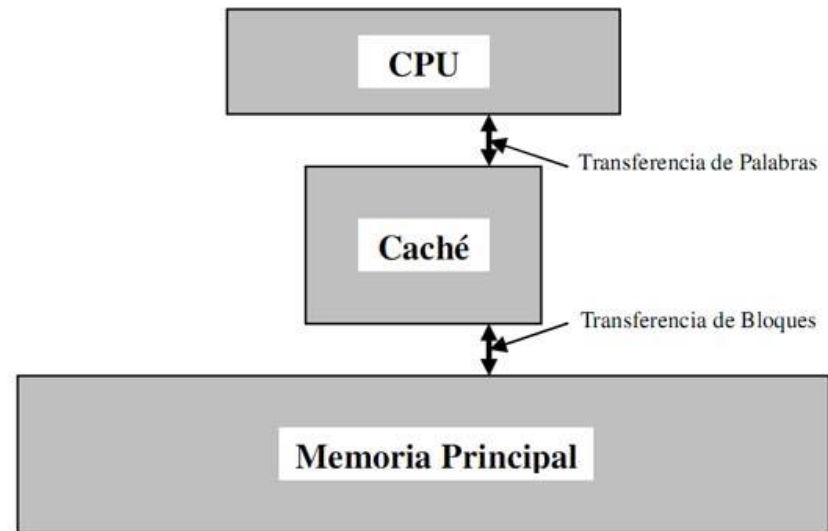 CPU
Transferencia de Palabras
Caché
Transferencia de Bloques
Memoria Principal